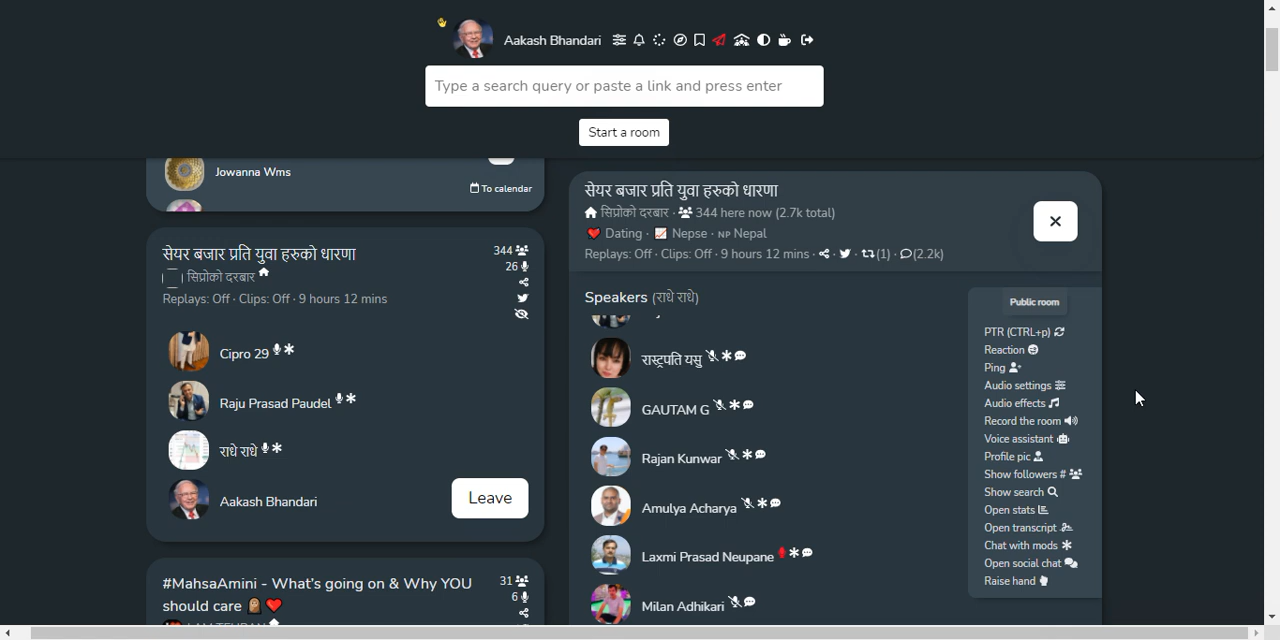 Aakash Bhandari
Type a search query or paste a link and press enter
Start a room
Jowanna Wms
To calendar
सेयर बजार प्रति युवा हरुको धारणा
344
सिप्रोको दरबार
26
Replays: Off · Clips: Off · 9 hours 12 mins
Cipro 29
Raju Prasad Paudel
राधे राधे
Aakash Bhandari
Leave
#MahsaAmini - What's going on & Why YOU
should care
31
6
सेयर बजार प्रति युवा हरुको धारणा
सिप्रोको दरबार · 344 here now (2.7k total)
Dating · Nepse · NP Nepal
Replays: Off · Clips: Off · 9 hours 12 mins · (1) · (2.2k)
Speakers (राधे राधे)
रास्ट्रपति यसु
GAUTAM G
Rajan Kunwar
Amulya Acharya
Laxmi Prasad Neupane
Milan Adhikari
Public room
PTR (CTRL+p)
Reaction
Ping
Audio settings
Audio effects
Record the room
Voice assistant
Profile pic
Show followers #
Show search
Open stats
Open transcript
Chat with mods
Open social chat
Raise hand